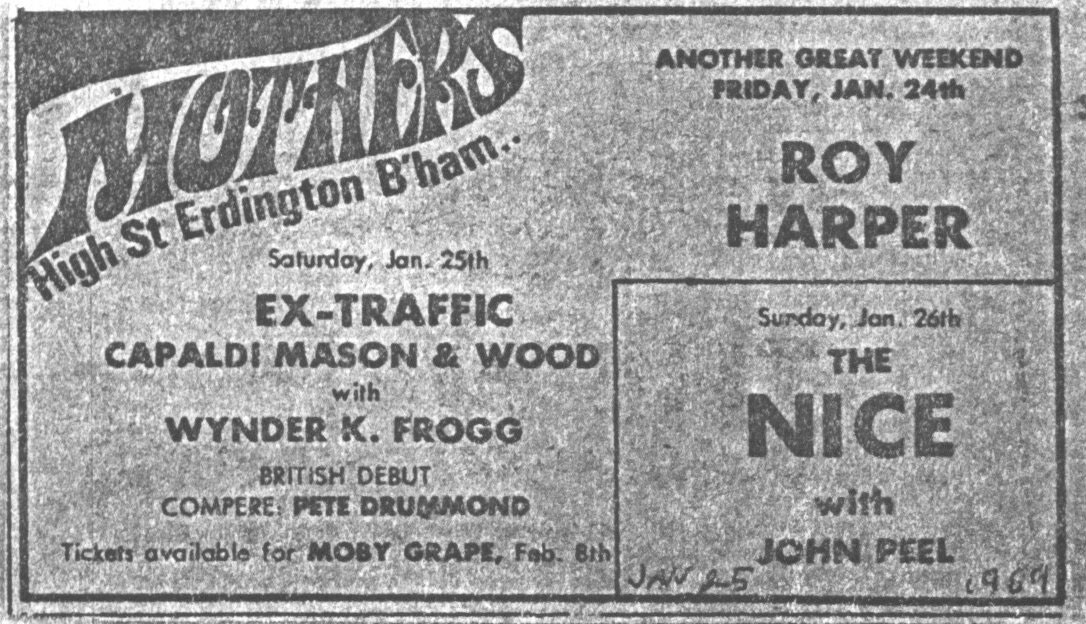 MOTHERS
High St Erdington B'ham..
ANOTHER GREAT WEEKEND
FRIDAY, JAN. 24th
ROY
HARPER
Saturday, Jan. 25th
EX-TRAFFIC
CAPALDI MASON & WOOD
with
WYNDER K. FROGG
BRITISH DEBUT
COMPERE: PETE DRUMMOND
Tickets available for MOBY GRAPE, Feb. 8th
Sunday, Jan. 26th
THE
NICE
with
JOHN PEEL
JAN 25 1969